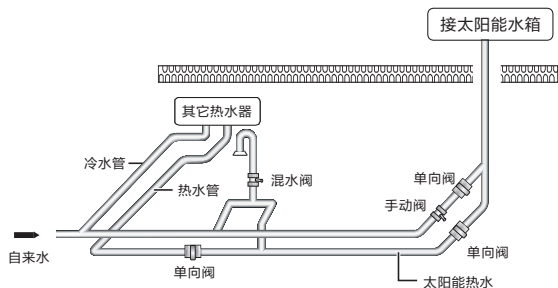 接太阳能水箱
其它热水器
冷水管
热水管
混水阀
单向阀
手动阀
自来水
单向阀
单向阀
太阳能热水